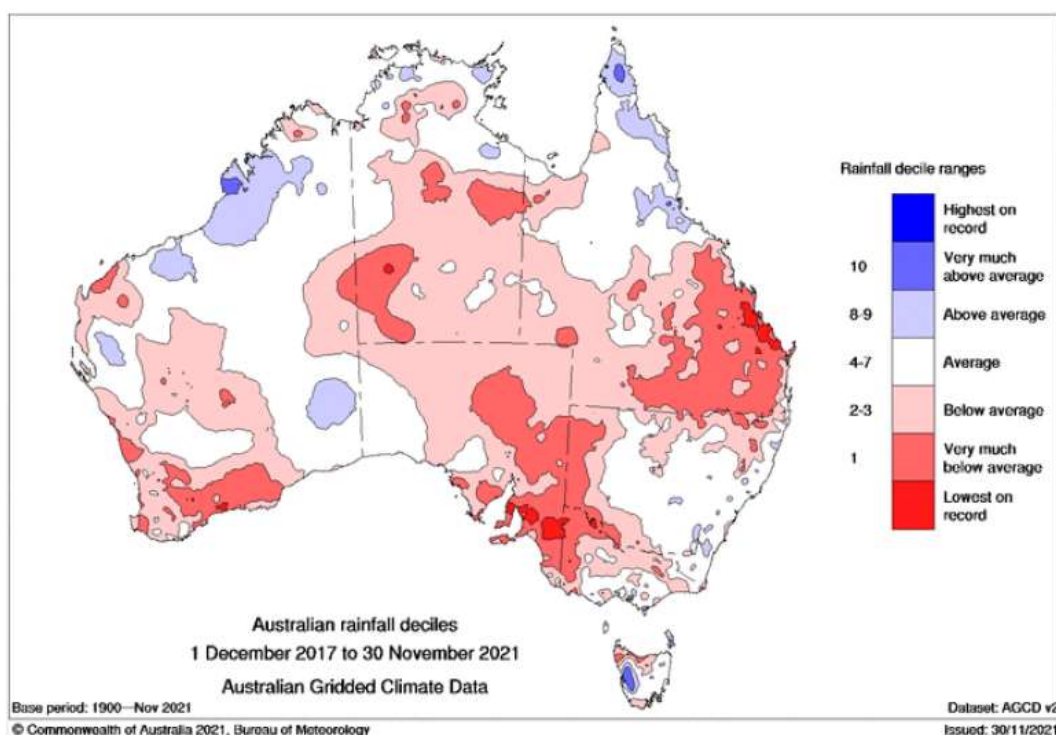 Rainfall decile ranges
Highest on
record
10
Very much
above average
8-9
Above average
4-7
Average
2-3
Below average
1
Very much
below average
Lowest on
record
Australian rainfall deciles
1 December 2017 to 30 November 2021
Australian Gridded Climate Data
Base period: 1900—Nov 2021
Dataset: AGCD v2
© Commonwealth of Australia 2021, Bureau of Meteorology
Issued: 30/11/2021